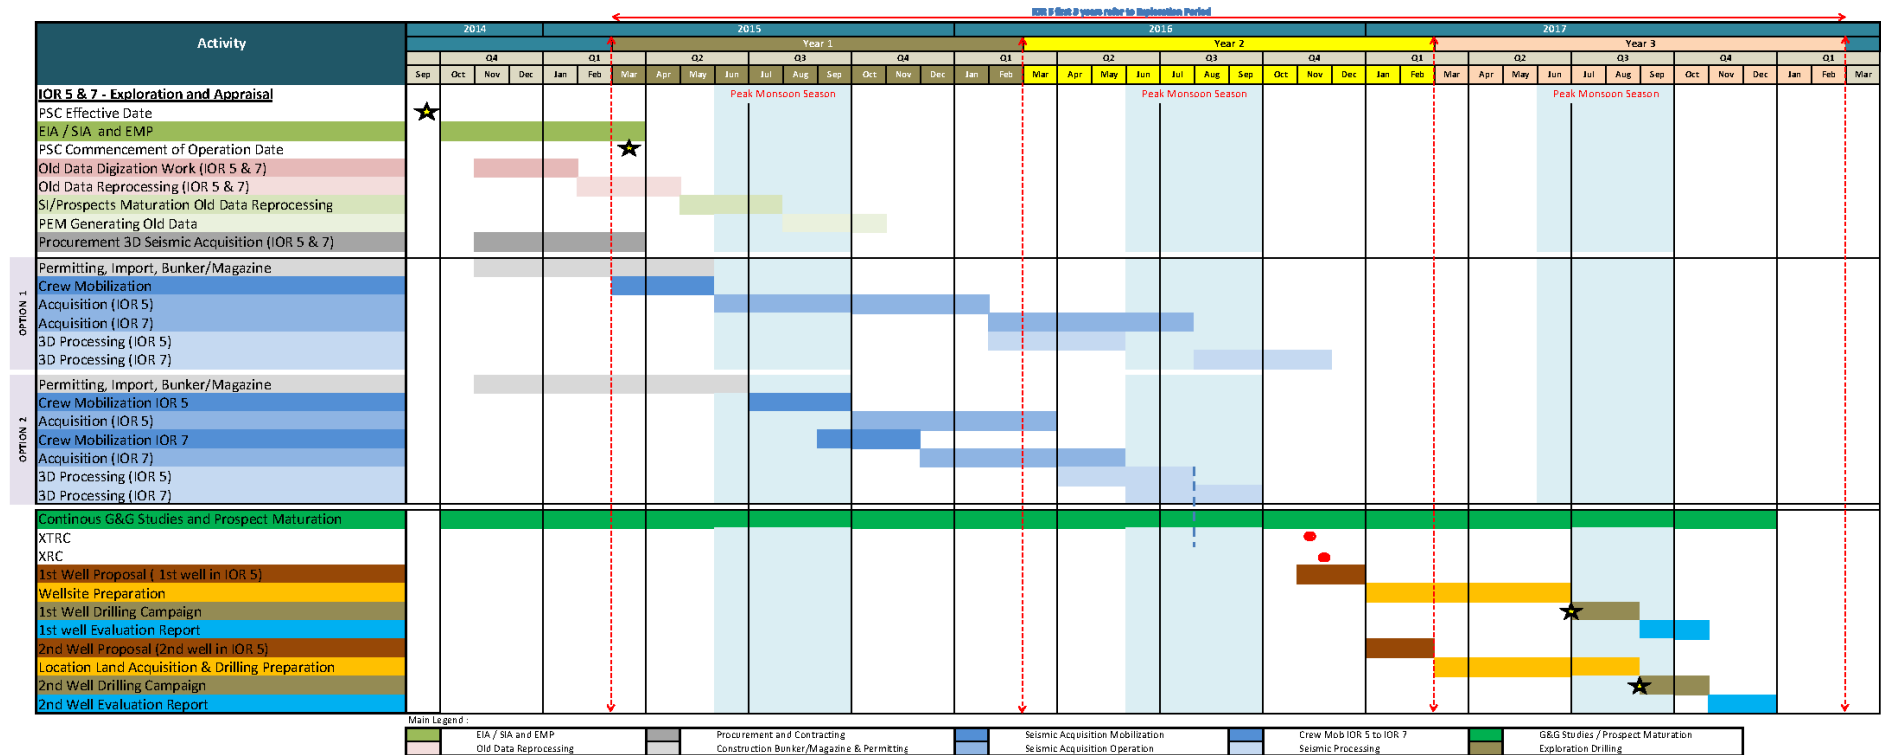 IOR 5 first 3 years refer to Exploration Period
Activity
2014 2015 2016 2017
Year 1 Year 2 Year 3
Q4 Q1 Q2 Q3 Q4 Q1 Q2 Q3 Q4 Q1 Q2 Q3 Q4 Q1
Sep Oct Nov Dec Jan Feb Mar Apr May Jun Jul Aug Sep Oct Nov Dec Jan Feb Mar Apr May Jun Jul Aug Sep Oct Nov Dec Jan Feb Mar Apr May Jun Jul Aug Sep Oct Nov Dec Jan Feb Mar
IOR 5 & 7 - Exploration and Appraisal
Peak Monsoon Season Peak Monsoon Season Peak Monsoon Season
PSC Effective Date
EIA / SIA and EMP
PSC Commencement of Operation Date
Old Data Digization Work (IOR 5 & 7)
Old Data Reprocessing (IOR 5 & 7)
SI/Prospects Maturation Old Data Reprocessing
PEM Generating Old Data
Procurement 3D Seismic Acquisition (IOR 5 & 7)
OPTION 1
Permitting, Import, Bunker/Magazine
Crew Mobilization
Acquisition (IOR 5)
Acquisition (IOR 7)
3D Processing (IOR 5)
3D Processing (IOR 7)
OPTION 2
Permitting, Import, Bunker/Magazine
Crew Mobilization IOR 5
Acquisition (IOR 5)
Crew Mobilization IOR 7
Acquisition (IOR 7)
3D Processing (IOR 5)
3D Processing (IOR 7)
Continous G&G Studies and Prospect Maturation
XTRC
XRC
1st Well Proposal ( 1st well in IOR 5)
Wellsite Preparation
1st Well Drilling Campaign
1st well Evaluation Report
2nd Well Proposal (2nd well in IOR 5)
Location Land Acquisition & Drilling Preparation
2nd Well Drilling Campaign
2nd Well Evaluation Report
Main Legend :
EIA / SIA and EMP Procurement and Contracting Seismic Acquisition Mobilization Crew Mob IOR 5 to IOR 7 G&G Studies / Prospect Maturation
Old Data Reprocessing Construction Bunker/Magazine & Permitting Seismic Acquisition Operation Seismic Processing Exploration Drilling